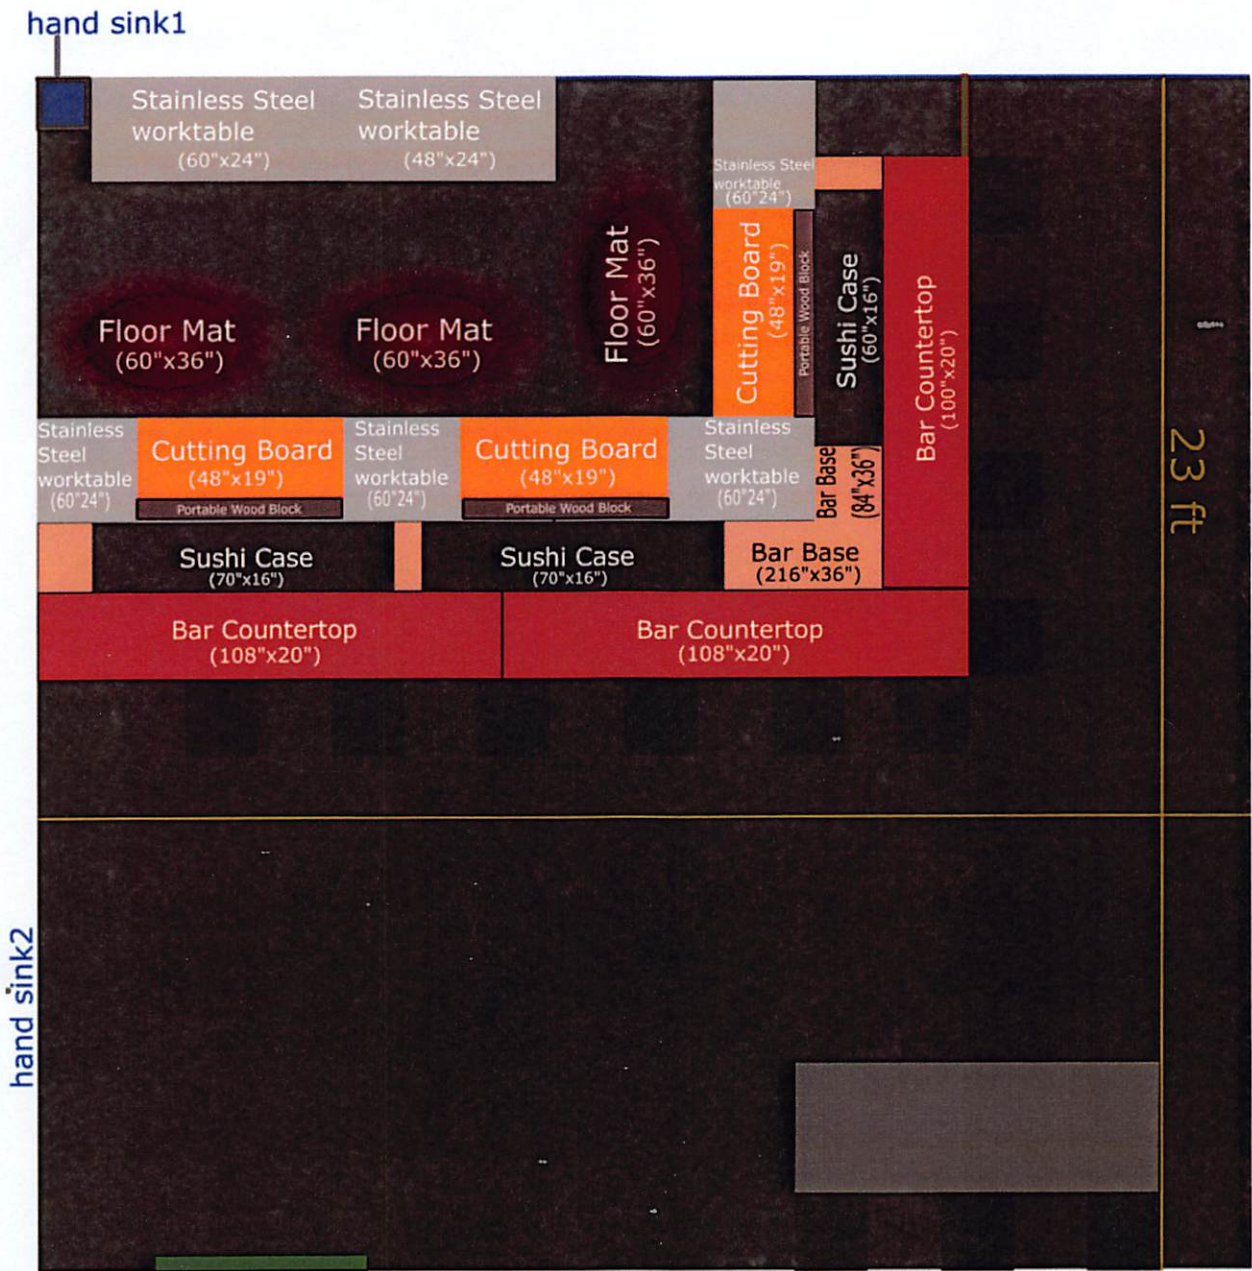 hand sink1
Stainless Steel
worktable
(60"x24")
Stainless Steel
worktable
(48"x24")
Stainless Steel
worktable
(60"24")
Floor Mat
(60"x36")
Floor Mat
(60"x36")
Floor Mat
(60"x36")
Cutting Board
(48"x19")
Portable Wood Block
Sushi Case
(60"x16")
Bar Countertop
(100"x20")
23 ft
Stainless
Steel
worktable
(60"24")
Cutting Board
(48"x19")
Portable Wood Block
Stainless
Steel
worktable
(60"24")
Cutting Board
(48"x19")
Portable Wood Block
Stainless
Steel
worktable
(60"24")
Bar Base
(84"x36")
Sushi Case
(70"x16")
Sushi Case
(70"x16")
Bar Base
(216"x36")
Bar Countertop
(108"x20")
Bar Countertop
(108"x20")
hand sink2